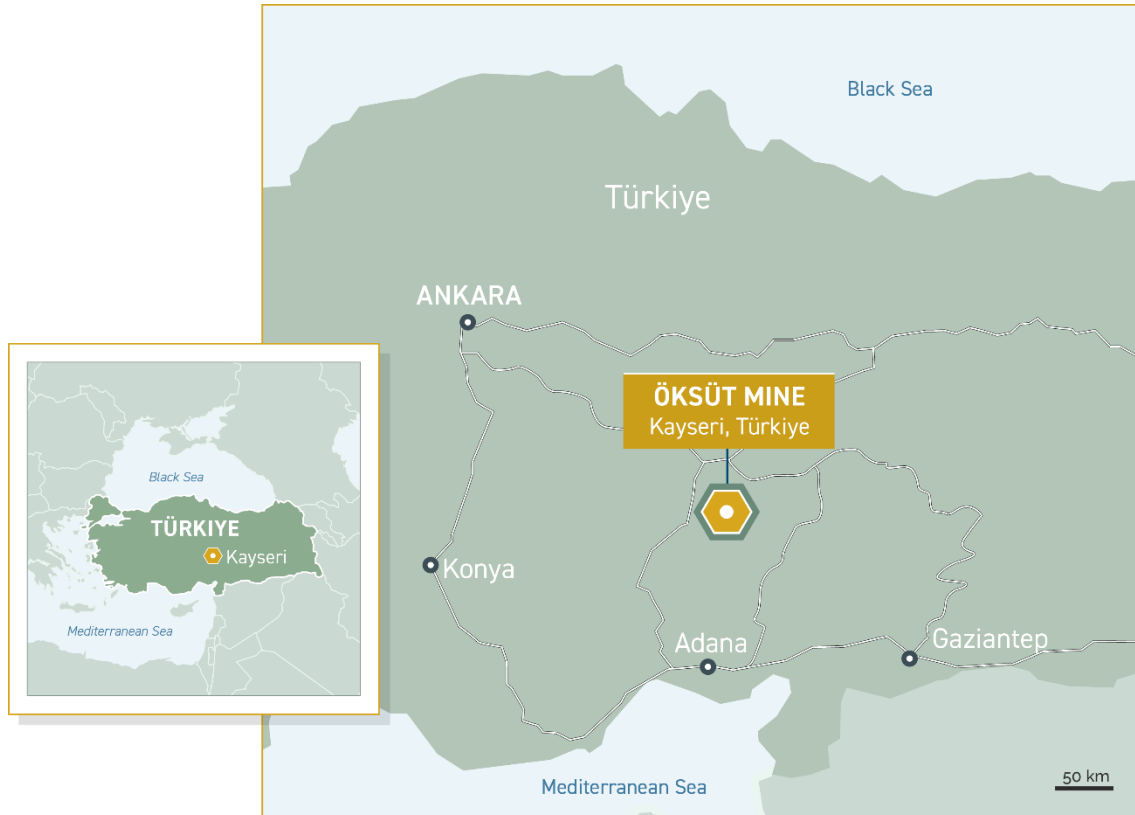 Black Sea
Türkiye
ANKARA
ÖKSÜT MINE
Kayseri, Türkiye
Konya
Adana
Gaziantep
Mediterranean Sea
50 km
Black Sea
TÜRKIYE
Kayseri
Mediterranean Sea